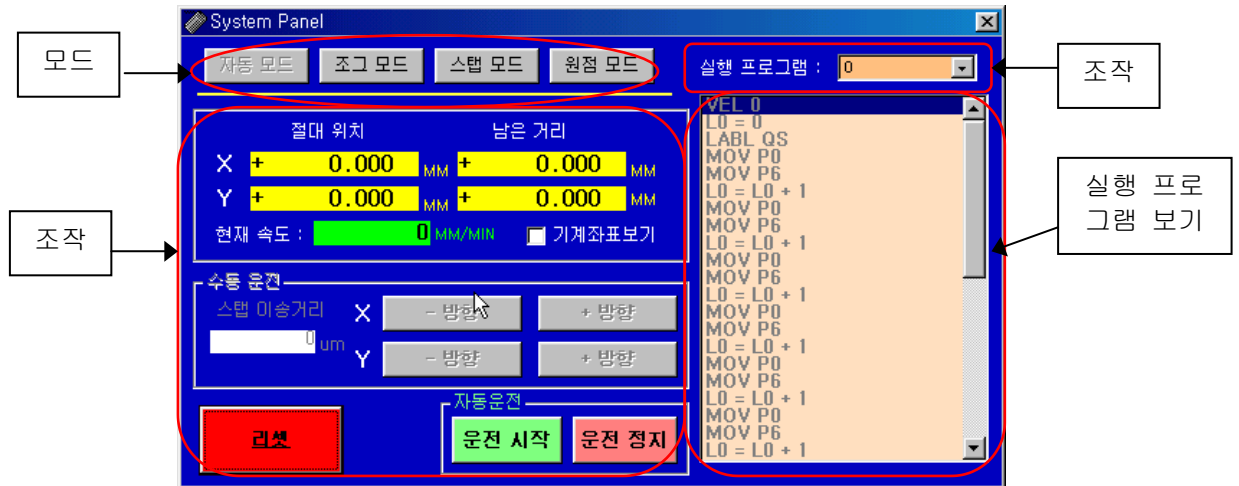 System Panel
모드
자동 모드
조그 모드
스탭 모드
원점 모드
실행 프로그램 : 0
조작
절대 위치
남은 거리
X + 0.000 MM + 0.000 MM
Y + 0.000 MM + 0.000 MM
현재 속도 : 0 MM/MIN
기계좌표보기
조작
수동 운전
스탭 이송거리
0 um
X - 방향 + 방향
Y - 방향 + 방향
리셋
자동운전
운전 시작
운전 정지
VEL 0
L0 = 0
LABL QS
MOV P0
MOV P6
L0 = L0 + 1
MOV P0
MOV P6
L0 = L0 + 1
MOV P0
MOV P6
L0 = L0 + 1
MOV P0
MOV P6
L0 = L0 + 1
MOV P0
MOV P6
L0 = L0 + 1
MOV P0
MOV P6
L0 = L0 + 1
실행 프로
그램 보기